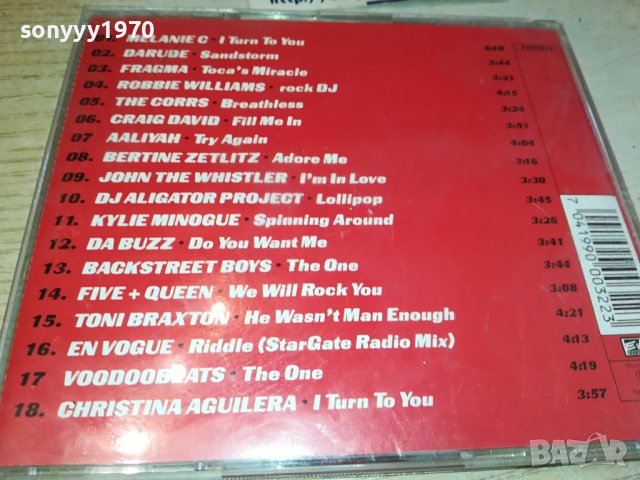 sonyyy1970
01. MELANIE C · I Turn To You 4:10
02. DARUDE · Sandstorm 3:44
03. FRAGMA · Toca's Miracle 3:21
04. ROBBIE WILLIAMS · rock DJ 4:15
05. THE CORRS · Breathless 3:24
06. CRAIG DAVID · Fill Me In 3:51
07 AALIYAH · Try Again 4:04
08. BERTINE ZETLITZ · Adore Me 3:16
09. JOHN THE WHISTLER · I'm In Love 3:30
10. DJ ALIGATOR PROJECT · Lollipop 3:45
11. KYLIE MINOGUE · Spinning Around 3:26
12. DA BUZZ · Do You Want Me 3:41
13. BACKSTREET BOYS · The One 3:44
14. FIVE + QUEEN · We Will Rock You 3:08
15. TONI BRAXTON · He Wasn't Man Enough 4:21
16. EN VOGUE · Riddle (StarGate Radio Mix) 4:13
17 VOODOOBEATS · The One 4:19
18. CHRISTINA AGUILERA · I Turn To You 3:57
7 041990 003223
BAZAR